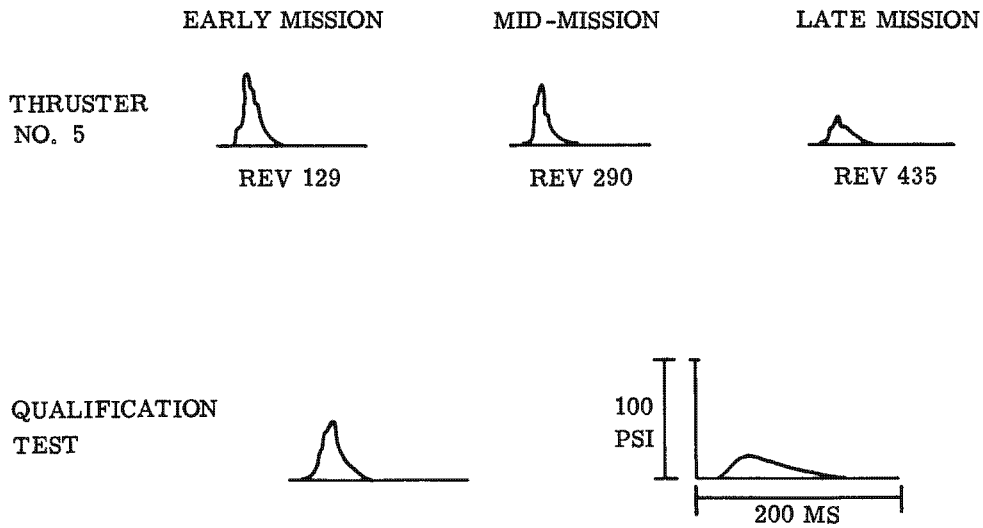 EARLY MISSION MID-MISSION LATE MISSION
THRUSTER
NO. 5
REV 129 REV 290 REV 435
QUALIFICATION
TEST
100
PSI
200 MS